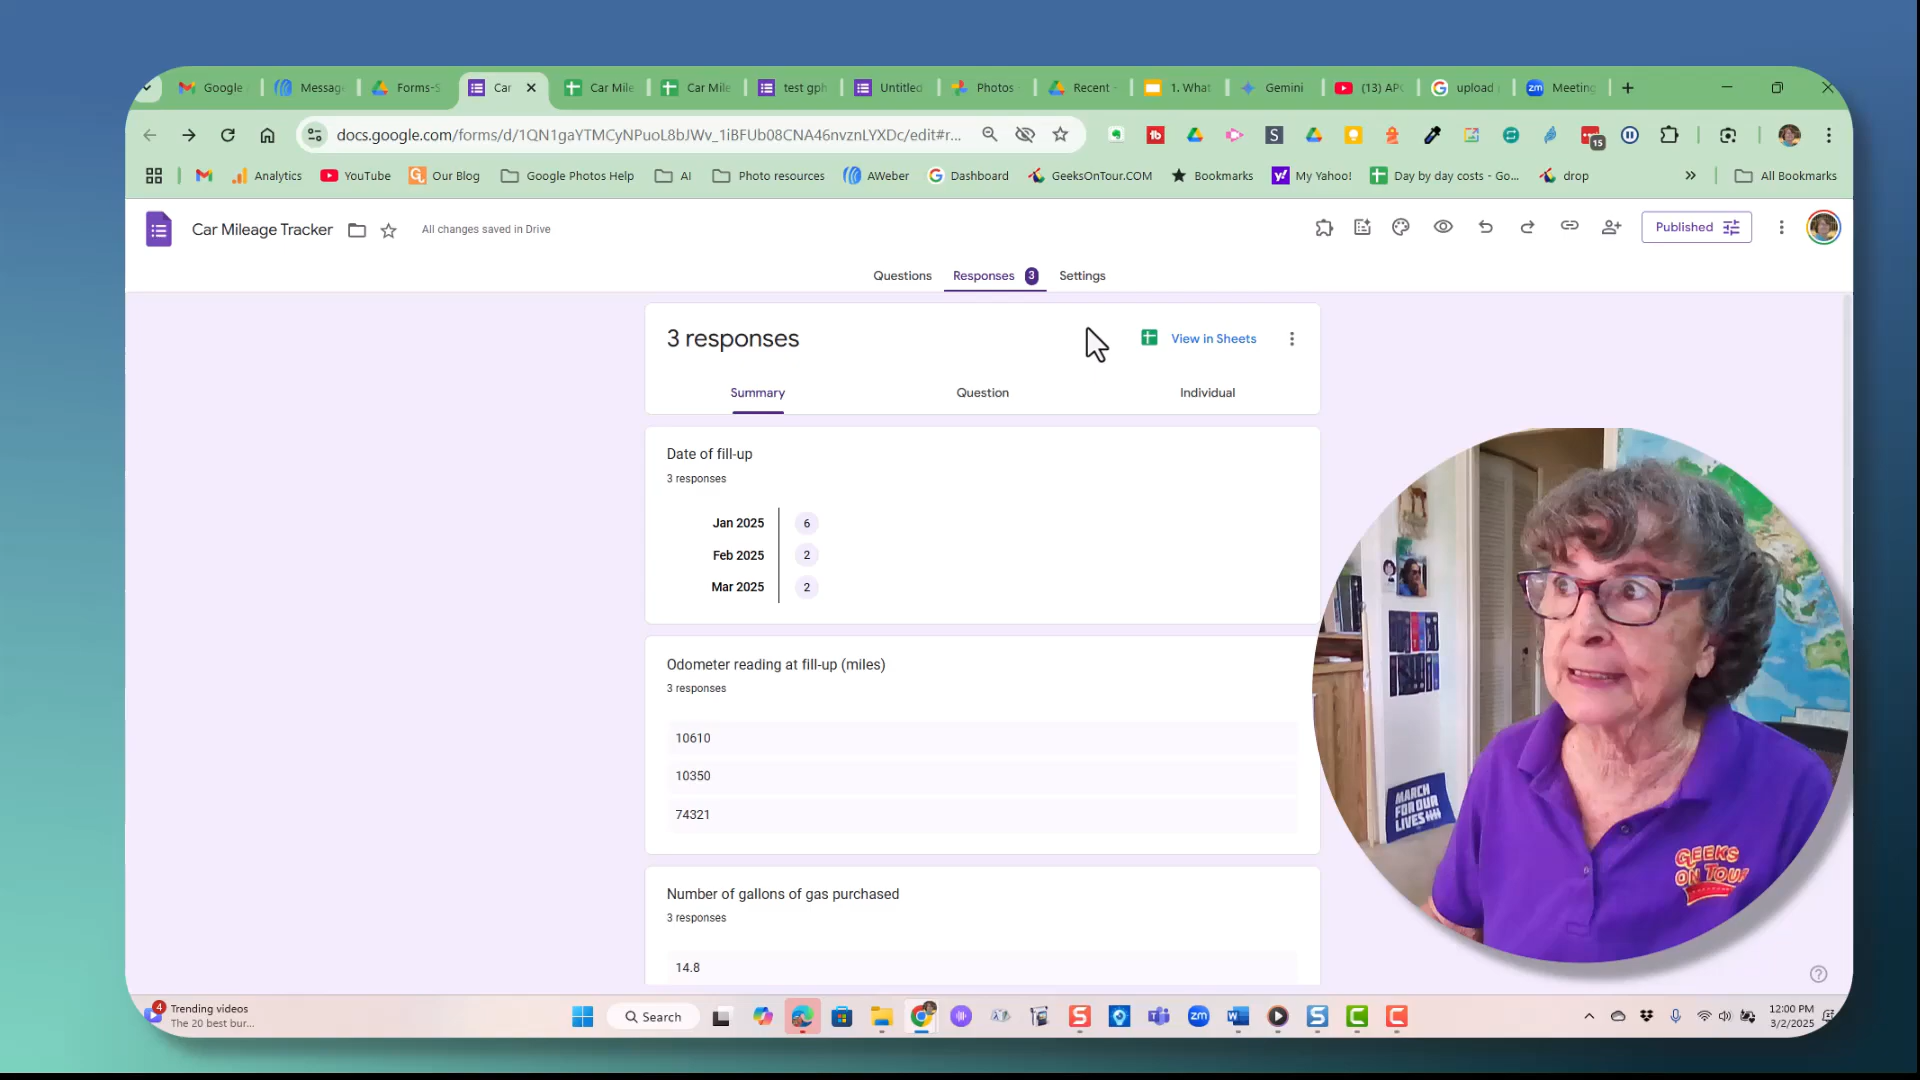 Google
Message
Forms-S
Car
Car Mile
Car Mile
test gph
Untitled
Photos
Recent -
1. What
Gemini
(13) APC
upload
Meeting
docs.google.com/forms/d/1QN1gaYTMCyNPuoL8bJWv_1iBFUb08CNA46nvznLYXDc/edit#r...
15
Analytics
YouTube
Our Blog
Google Photos Help
AI
Photo resources
AWeber
Dashboard
GeeksOnTour.COM
Bookmarks
My Yahoo!
Day by day costs - Go...
drop
»
All Bookmarks
Car Mileage Tracker
All changes saved in Drive
Published
Questions
Responses 3
Settings
3 responses
View in Sheets
Summary
Question
Individual
Date of fill-up
3 responses
Jan 2025 6
Feb 2025 2
Mar 2025 2
Odometer reading at fill-up (miles)
3 responses
10610
10350
74321
Number of gallons of gas purchased
3 responses
14.8
MARCH
FOR OUR
LIVES
GEEKS
ON TOUR
4
Trending videos
The 20 best bur...
Search
12:00 PM
3/2/2025